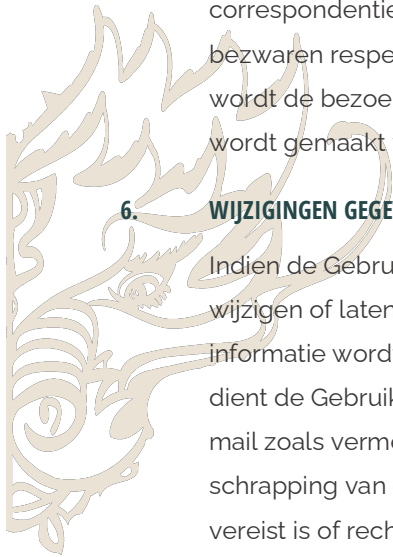 correspondentie
bezwaren respe
wordt de bezoe
wordt gemaakt
6. WIJZIGINGEN GEGE
Indien de Gebru
wijzigen of laten
informatie word
dient de Gebruik
mail zoals verme
schrapping van
vereist is of rech